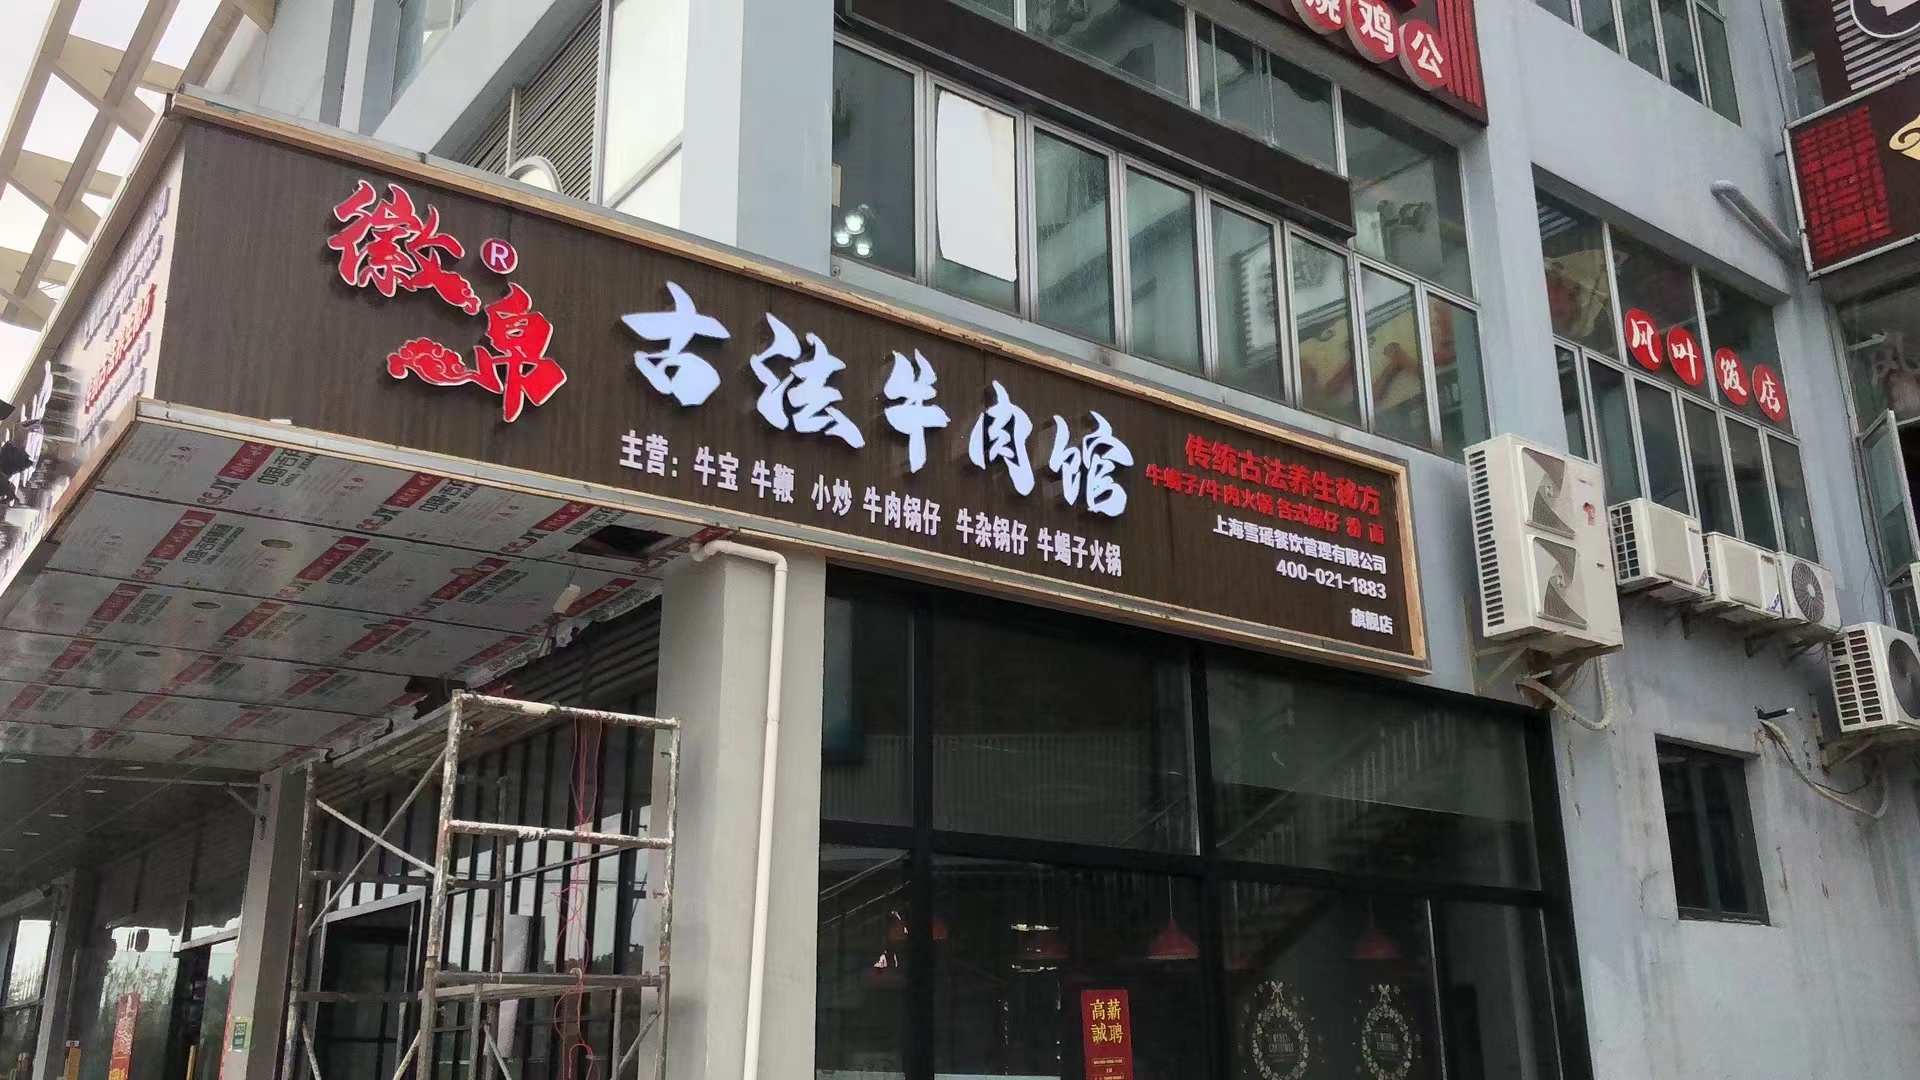 烧鸡公
徽帛®
古法牛肉馆
主营：牛宝 牛鞭 小炒 牛肉锅仔 牛杂锅仔 牛蝎子火锅
传统古法养生秘方
牛蝎子/牛肉火锅 各式锅仔 粉 面
上海雪瑶餐饮管理有限公司
400-021-1883
旗舰店
风叶饭店
高薪
誠聘